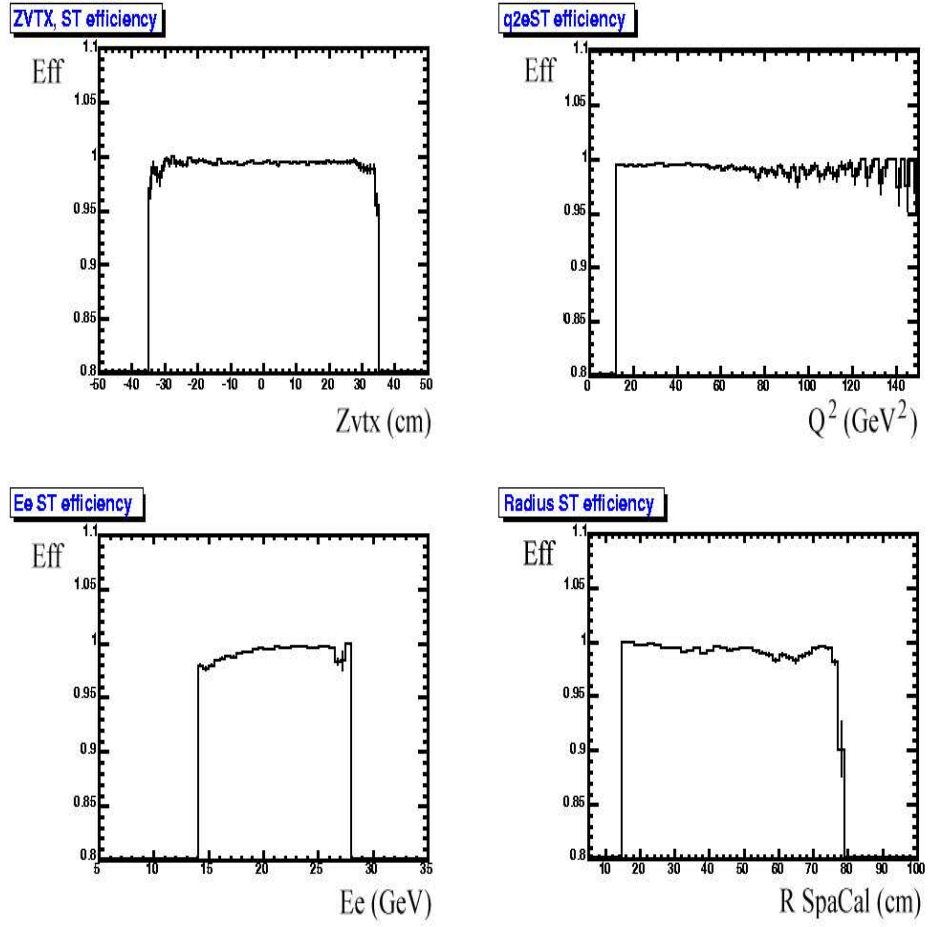 ZVTX, ST efficiency
Eff
1.1
1.05
1
0.95
0.9
0.85
0.8
-50 -40 -30 -20 -10 0 10 20 30 40 50
Zvtx (cm)
q2eST efficiency
Eff
1.1
1.05
1
0.95
0.9
0.85
0.8
0 20 40 60 80 100 120 140
Q² (GeV²)
Ee ST efficiency
Eff
1.1
1.05
1
0.95
0.9
0.85
0.8
5 10 15 20 25 30 35
Ee (GeV)
Radius ST efficiency
Eff
1.1
1.05
1
0.95
0.9
0.85
0.8
10 20 30 40 50 60 70 80 90 100
R SpaCal (cm)